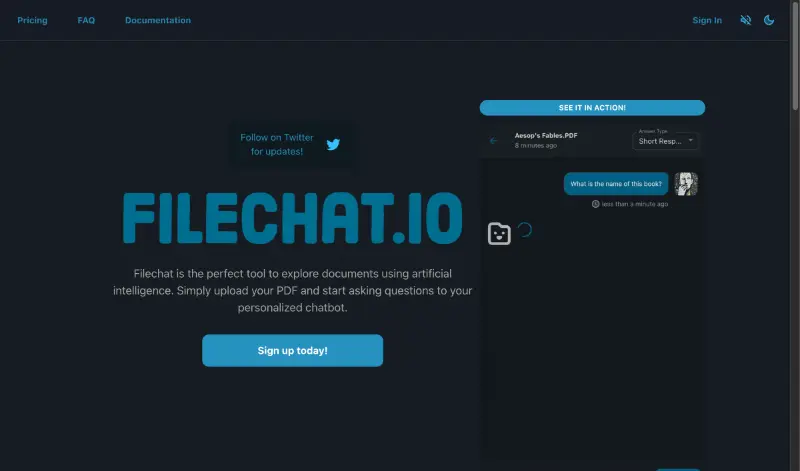 Pricing
FAQ
Documentation
Sign In
Follow on Twitter
for updates!
FILECHAT.IO
Filechat is the perfect tool to explore documents using artificial
intelligence. Simply upload your PDF and start asking questions to your
personalized chatbot.
Sign up today!
SEE IT IN ACTION!
Aesop's Fables.PDF
8 minutes ago
Answer Type
Short Resp...
What is the name of this book?
less than a minute ago